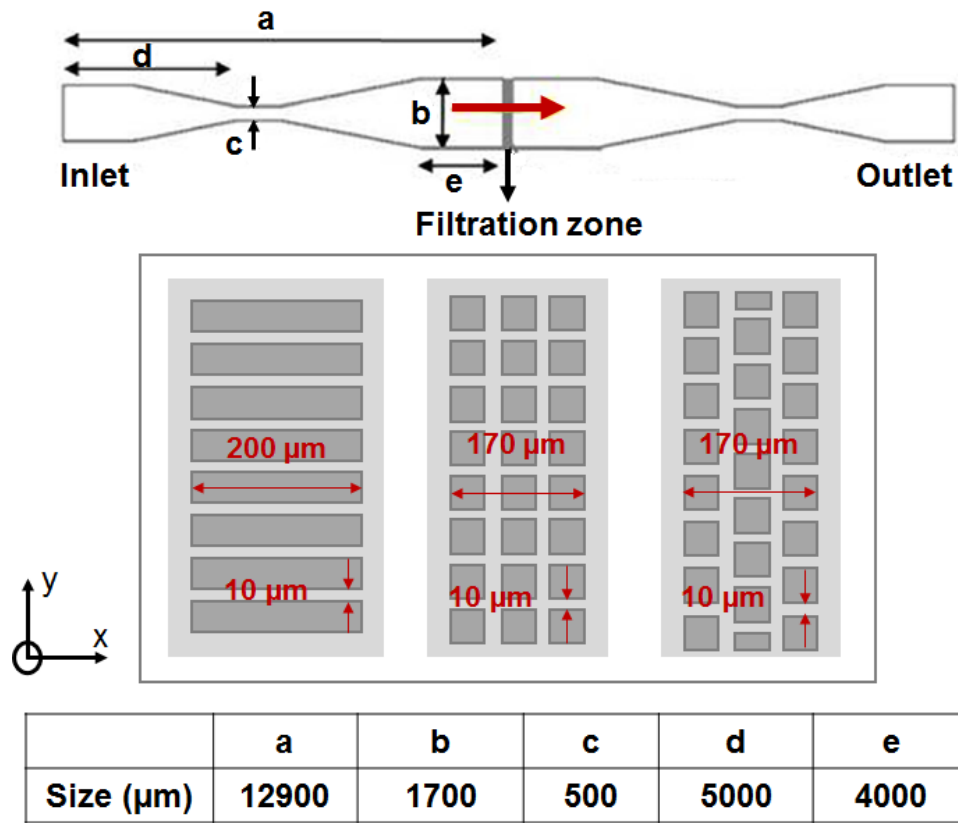 a
d
b
c
e
Inlet
Outlet
Filtration zone
200 µm
170 µm
170 µm
10 µm
10 µm
10 µm
y
x
a b c d e
Size (µm) 12900 1700 500 5000 4000